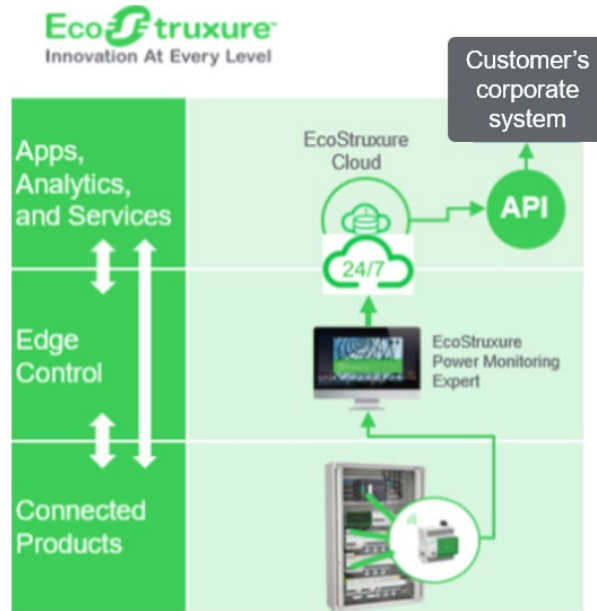 EcoStruxure™
Innovation At Every Level
Customer's
corporate
system
Apps,
Analytics,
and Services
EcoStruxure
Cloud
API
24/7
Edge
Control
EcoStruxure
Power Monitoring
Expert
Connected
Products